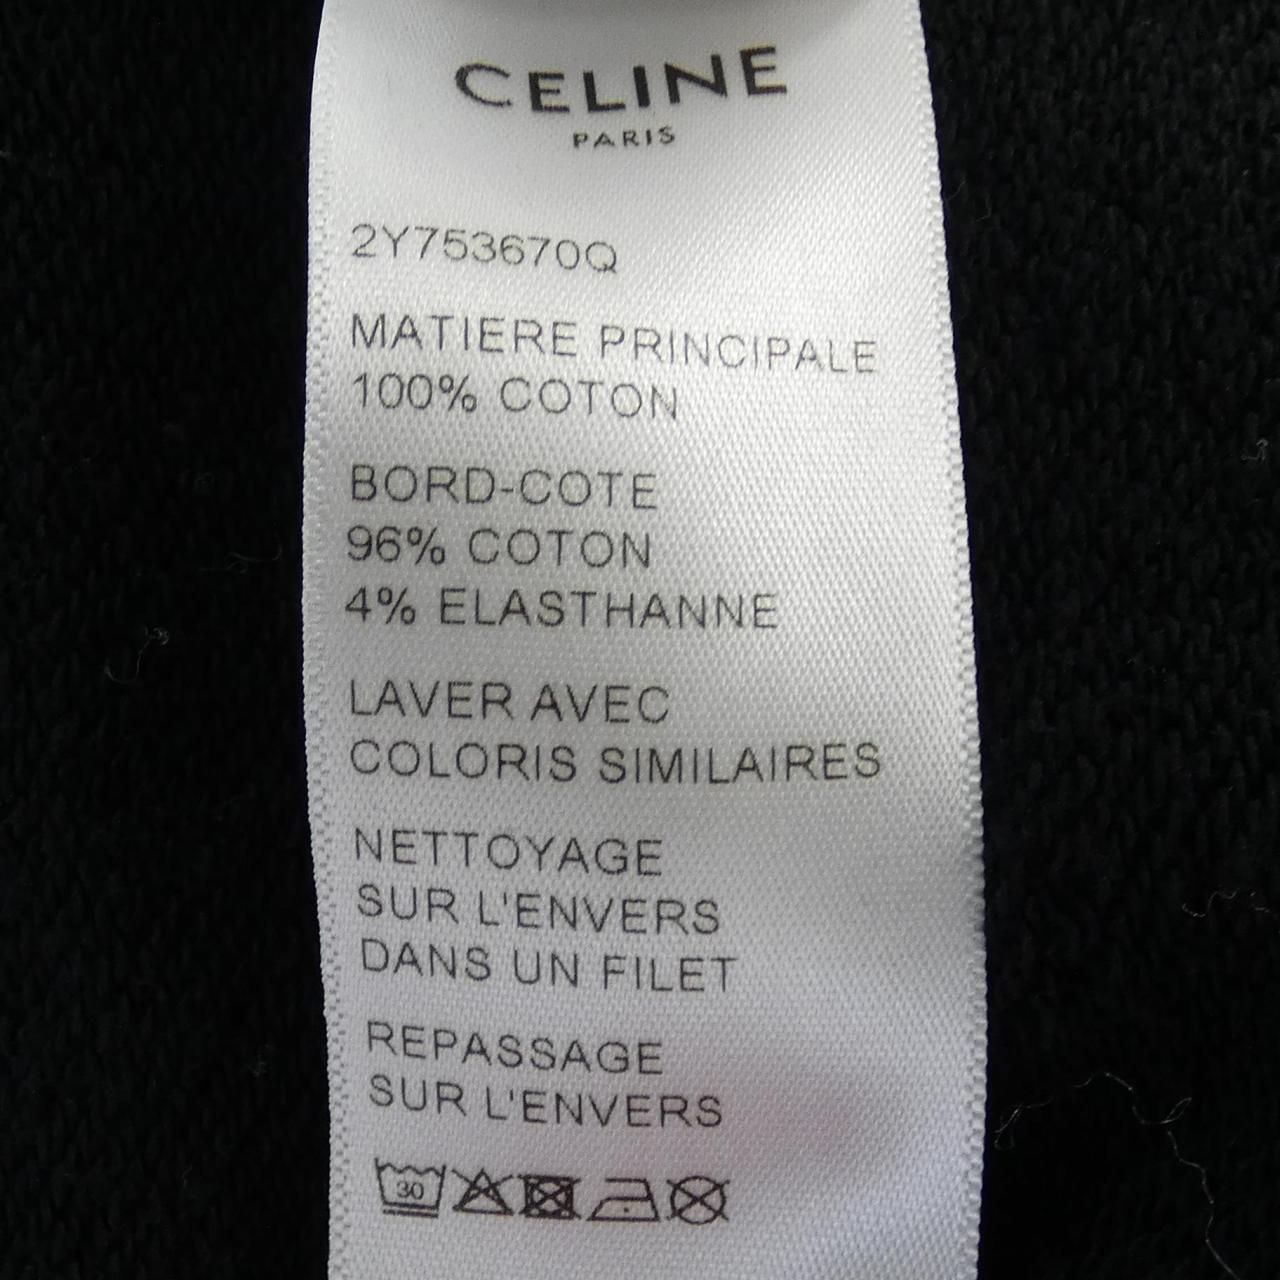 CELINE
PARIS
2Y753670Q
MATIERE PRINCIPALE
100% COTON
BORD-COTE
96% COTON
4% ELASTHANNE
LAVER AVEC
COLORIS SIMILAIRES
NETTOYAGE
SUR L'ENVERS
DANS UN FILET
REPASSAGE
SUR L'ENVERS
30